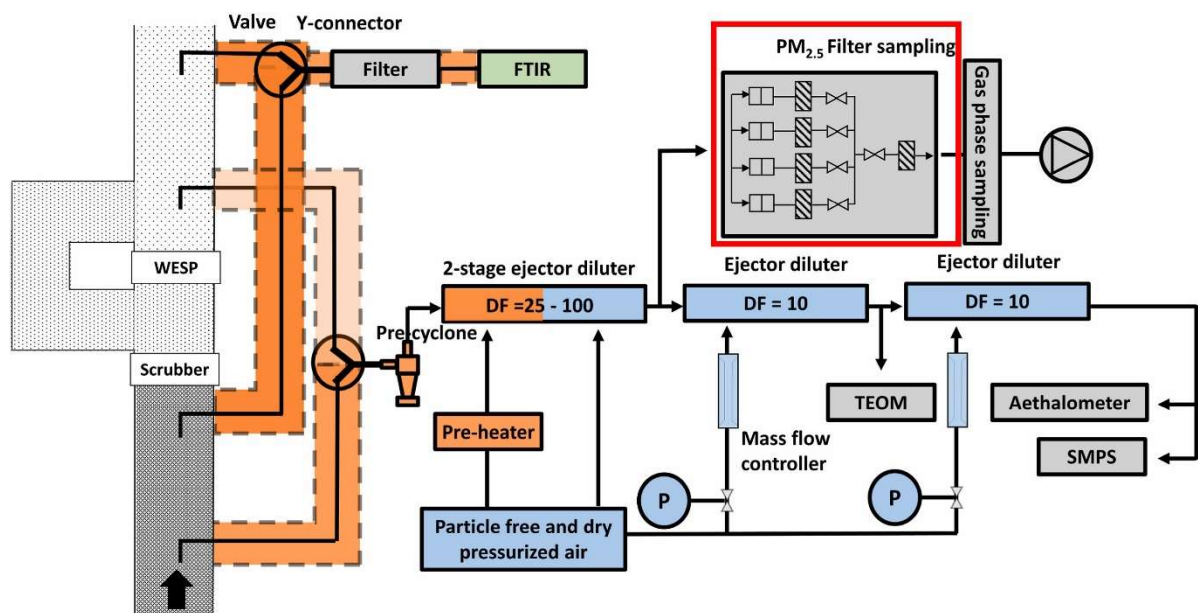 Valve
Y-connector
Filter
FTIR
PM2.5 Filter sampling
Gas phase sampling
WESP
Scrubber
2-stage ejector diluter
DF =25 - 100
Ejector diluter
DF = 10
Ejector diluter
DF = 10
Pre-cyclone
Pre-heater
Mass flow
controller
TEOM
Aethalometer
SMPS
P
P
Particle free and dry
pressurized air